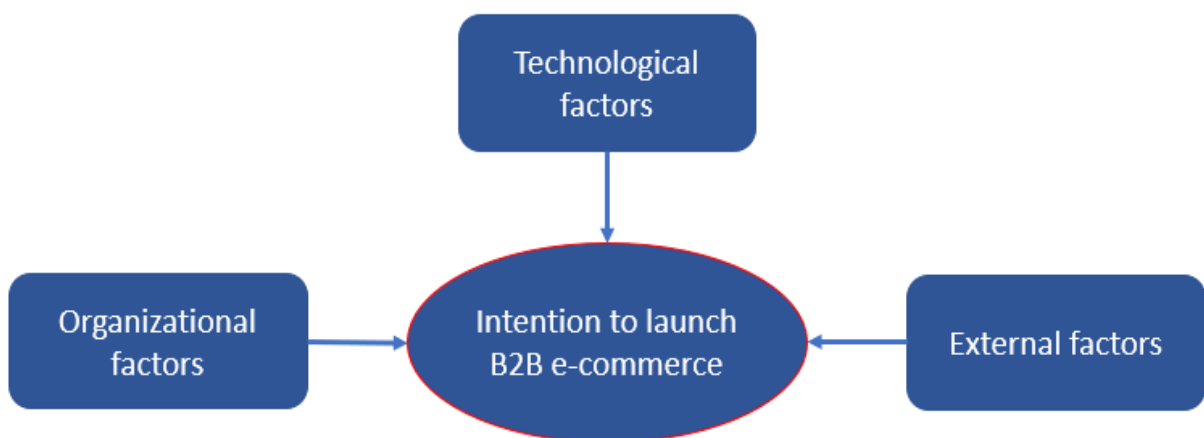 Technological
factors
Organizational
factors
Intention to launch
B2B e-commerce
External factors